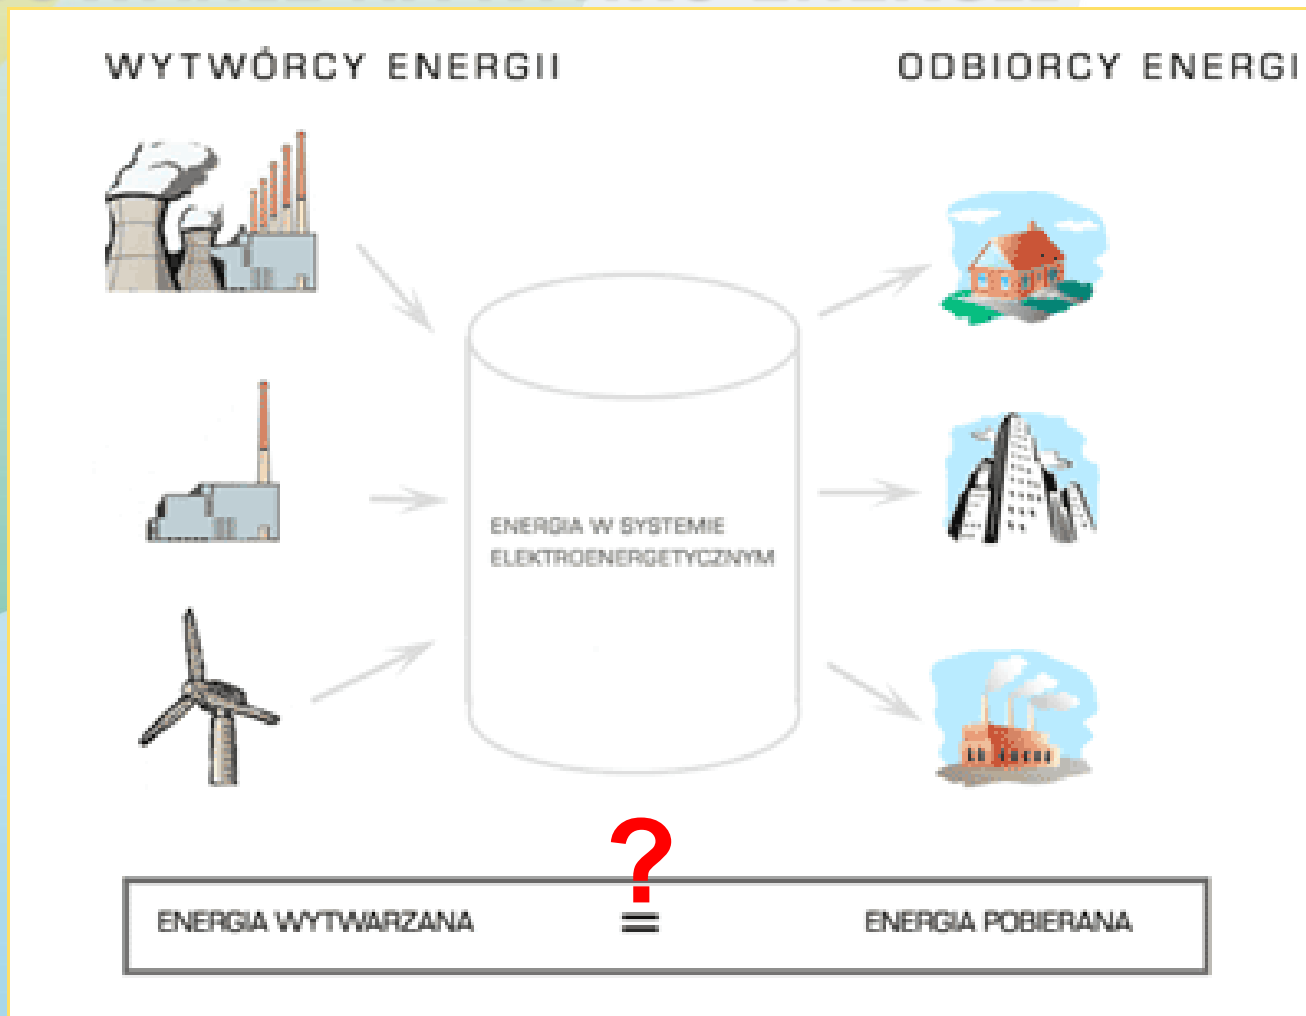 WYTWÓRCY ENERGII
ODBIORCY ENERGI
ENERGIA W SYSTEMIE
ELEKTROENERGETYCZNYM
?
ENERGIA WYTWARZANA = ENERGIA POBIERANA